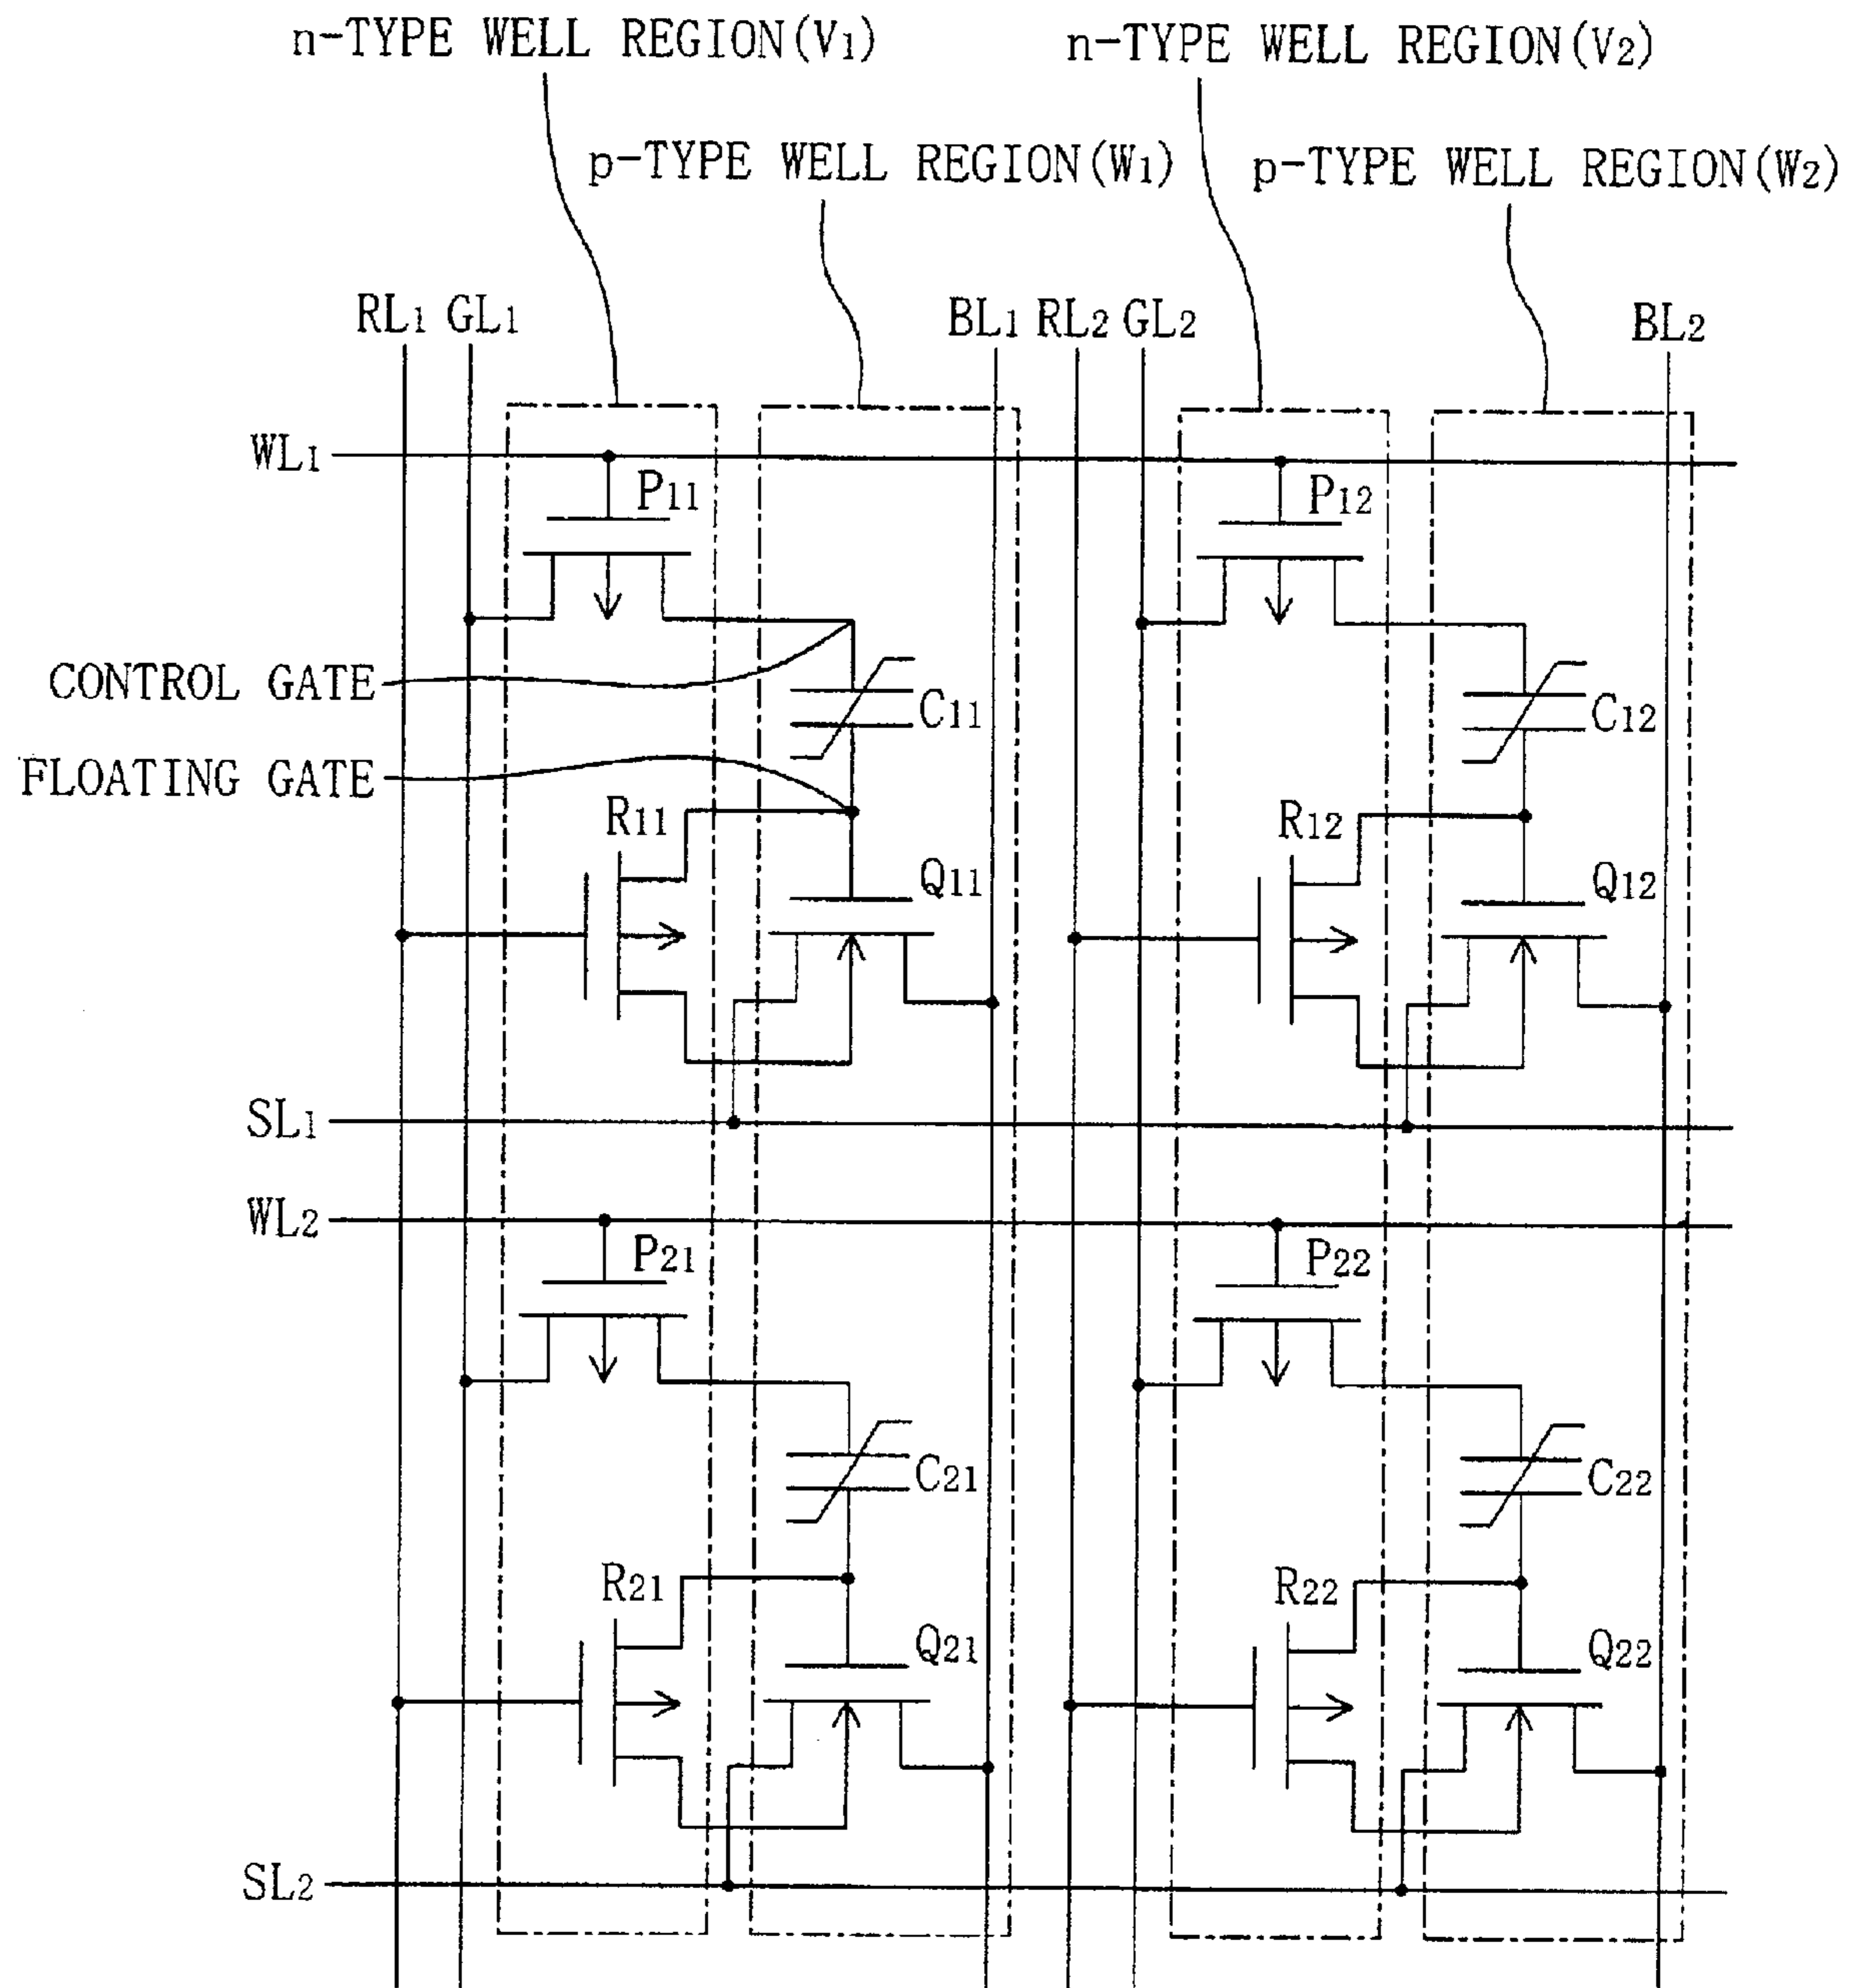 n-TYPE WELL REGION(V1)
n-TYPE WELL REGION(V2)
p-TYPE WELL REGION(W1)
p-TYPE WELL REGION(W2)
RL1 GL1
BL1 RL2 GL2
BL2
WL1
P11
P12
CONTROL GATE
C11
C12
FLOATING GATE
R11
R12
Q11
Q12
SL1
WL2
P21
P22
C21
C22
R21
R22
Q21
Q22
SL2